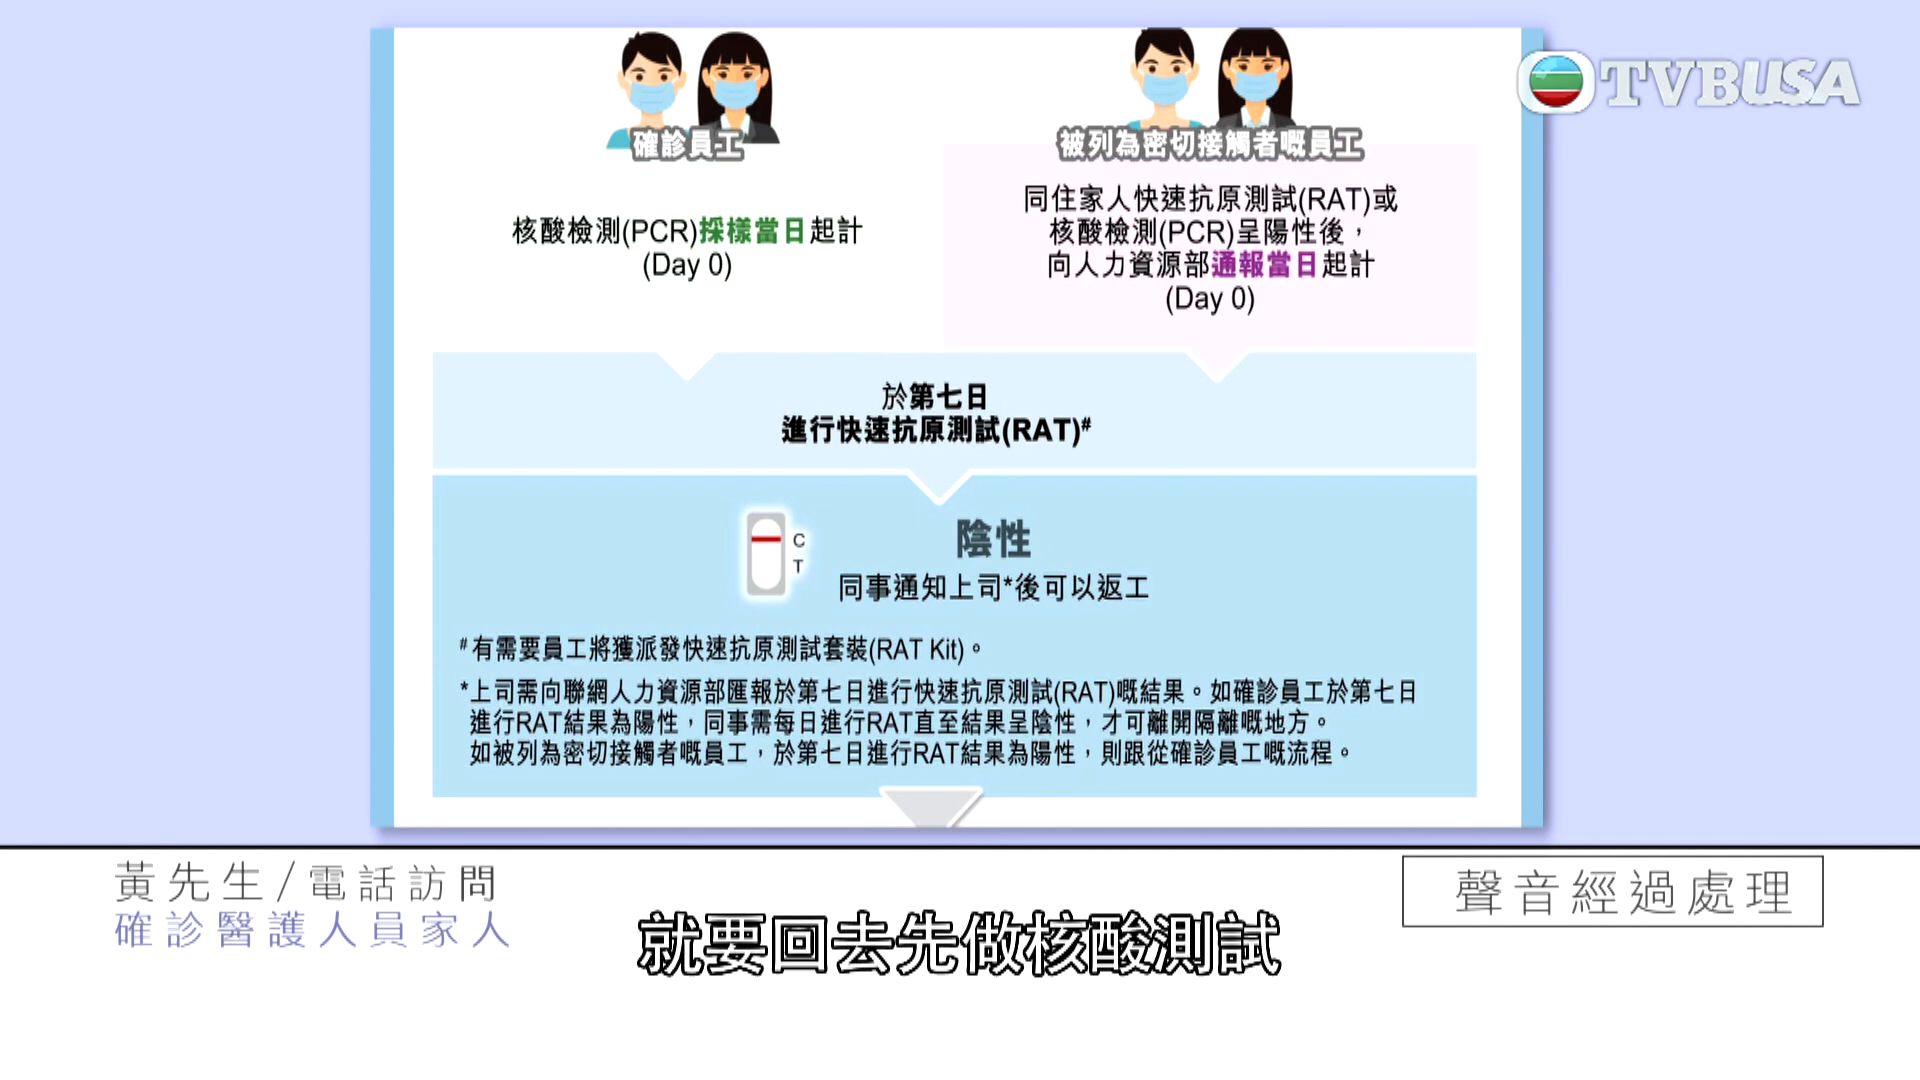 TVBUSA
確診員工
核酸檢測(PCR)採樣當日起計
(Day 0)
被列為密切接觸者嘅員工
同住家人快速抗原測試(RAT)或
核酸檢測(PCR)呈陽性後，
向人力資源部通報當日起計
(Day 0)
於第七日
進行快速抗原測試(RAT)#
C
T
陰性
同事通知上司*後可以返工
#有需要員工將獲派發快速抗原測試套裝(RAT Kit)。
*上司需向聯網人力資源部匯報於第七日進行快速抗原測試(RAT)嘅結果。如確診員工於第七日
進行RAT結果為陽性，同事需每日進行RAT直至結果呈陰性，才可離開隔離嘅地方。
如被列為密切接觸者嘅員工，於第七日進行RAT結果為陽性，則跟從確診員工嘅流程。
黃先生/電話訪問
確診醫護人員家人
聲音經過處理
就要回去先做核酸測試